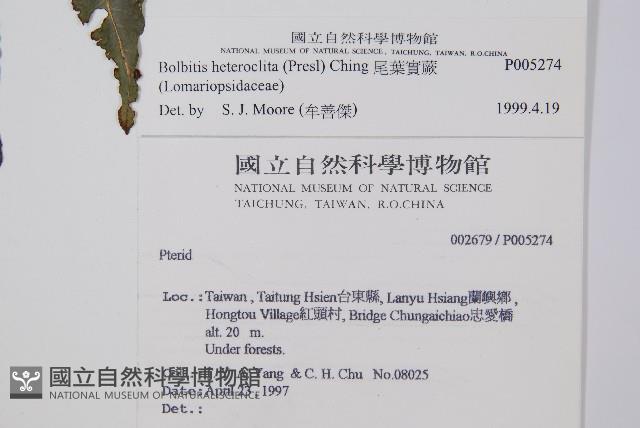 國立自然科學博物館
NATIONAL MUSEUM OF NATURAL SCIENCE, TAICHUNG, TAIWAN, R.O.CHINA
Bolbitis heteroclita (Presl) Ching 尾葉實蕨 P005274
(Lomariopsidaceae)
Det. by S. J. Moore (牟善傑) 1999.4.19
國立自然科學博物館
NATIONAL MUSEUM OF NATURAL SCIENCE
TAICHUNG, TAIWAN, R.O.CHINA
002679 / P005274
Pterid
Loc.: Taiwan, Taitung Hsien台東縣, Lanyu Hsiang蘭嶼鄉,
Hongtou Village紅頭村, Bridge Chungaichiao忠愛橋
alt. 20 m.
Under forests.
Yang & C. H. Chu No.08025
Date: April 23, 1997
Det.:
國立自然科學博物館
NATIONAL MUSEUM OF NATURAL SCIENCE